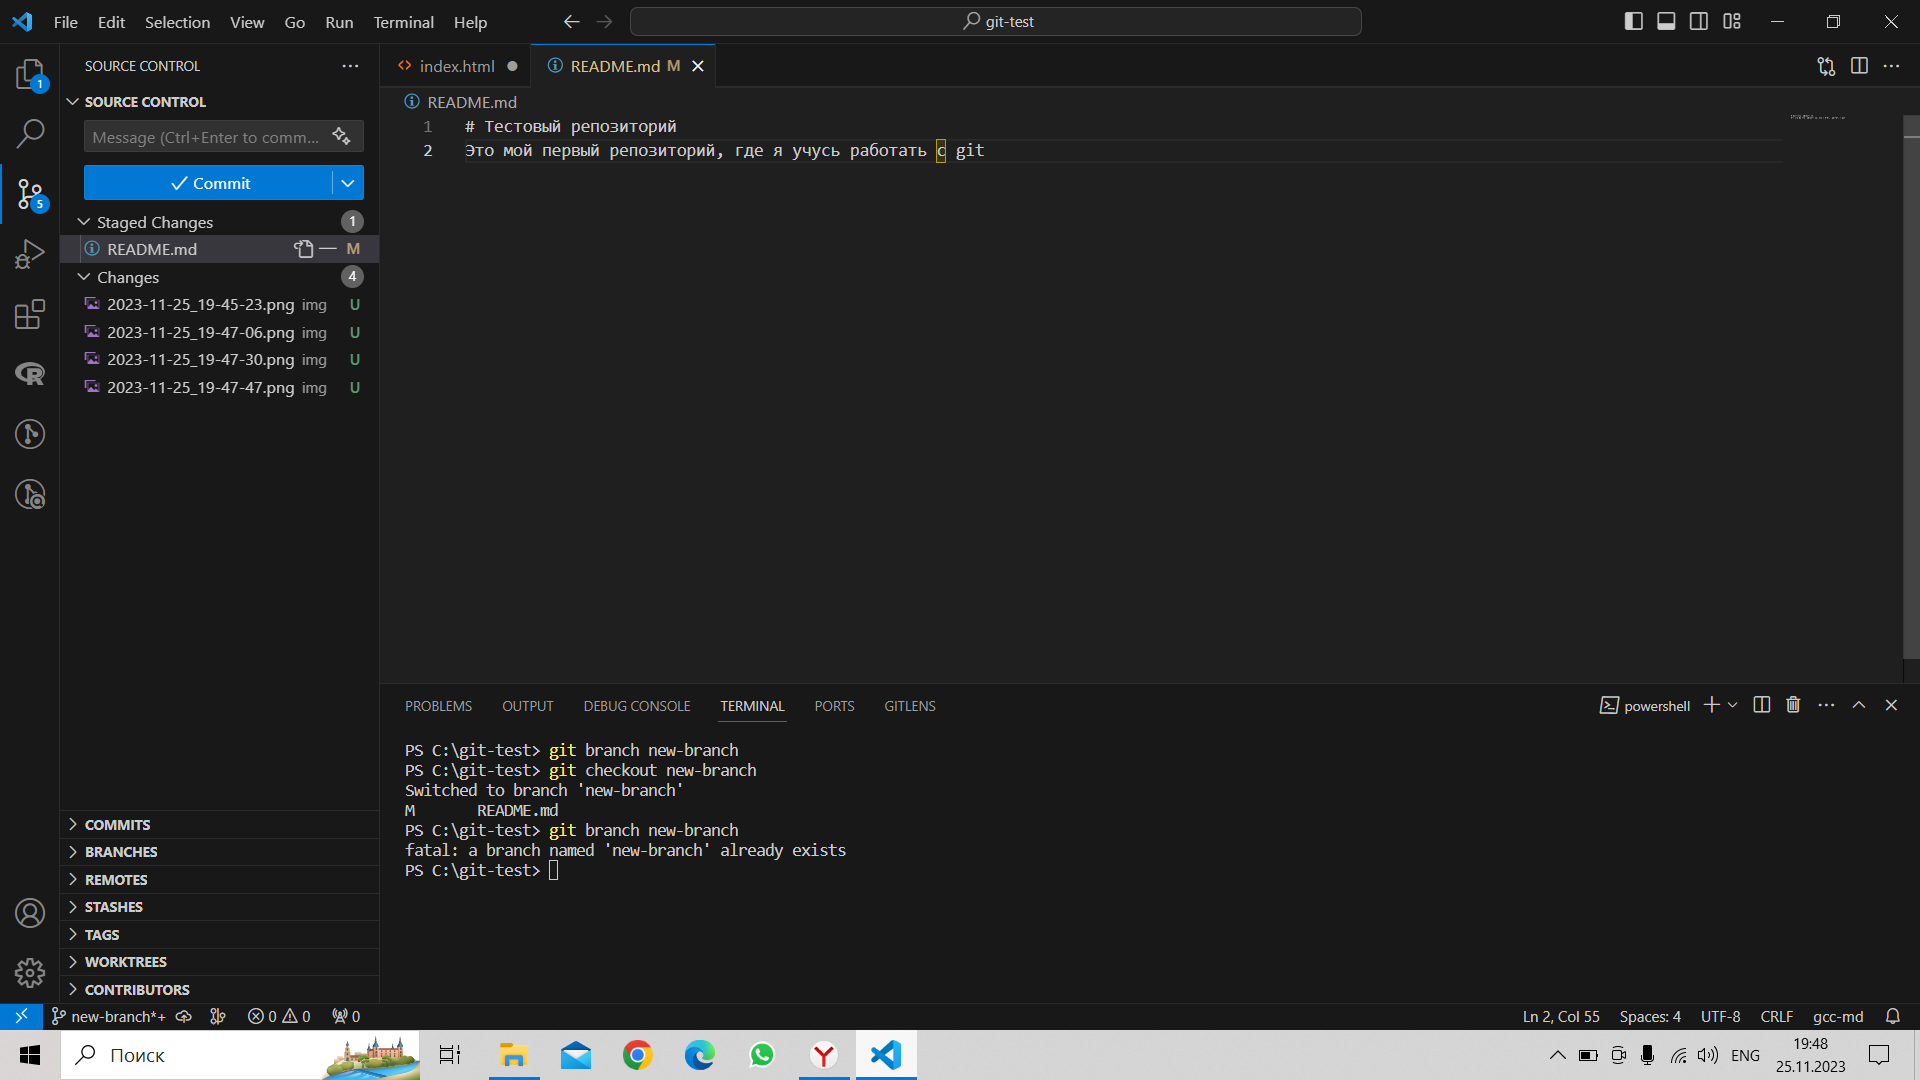 File Edit Selection View Go Run Terminal Help
git-test
SOURCE CONTROL
index.html
README.md M
1
SOURCE CONTROL
README.md
Message (Ctrl+Enter to comm...
1 # Тестовый репозиторий
2 Это мой первый репозиторий, где я учусь работать с git
Commit
5
Staged Changes 1
README.md M
Changes 4
2023-11-25_19-45-23.png img U
2023-11-25_19-47-06.png img U
2023-11-25_19-47-30.png img U
2023-11-25_19-47-47.png img U
PROBLEMS OUTPUT DEBUG CONSOLE TERMINAL PORTS GITLENS
powershell
PS C:\git-test> git branch new-branch
PS C:\git-test> git checkout new-branch
Switched to branch 'new-branch'
M README.md
PS C:\git-test> git branch new-branch
fatal: a branch named 'new-branch' already exists
PS C:\git-test>
COMMITS
BRANCHES
REMOTES
STASHES
TAGS
WORKTREES
CONTRIBUTORS
new-branch*+ 0 0 0
Ln 2, Col 55 Spaces: 4 UTF-8 CRLF gcc-md
Поиск
ENG
19:48
25.11.2023